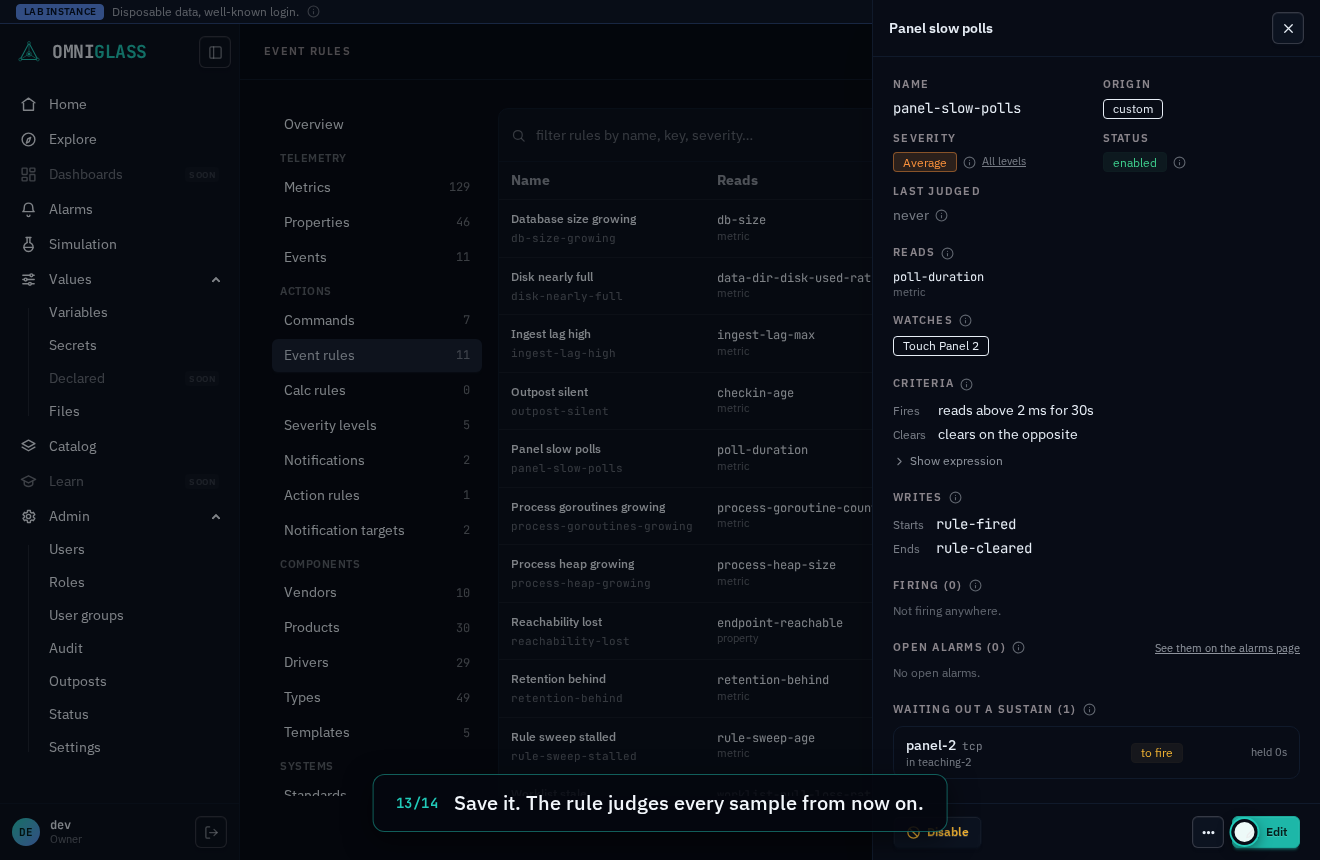 LAB INSTANCE Disposable data, well-known login.
OMNIGLASS
Home
Explore
Dashboards SOON
Alarms
Simulation
Values
Variables
Secrets
Declared SOON
Files
Catalog
Learn SOON
Admin
Users
Roles
User groups
Audit
Outposts
Status
Settings
DE dev
Owner
EVENT RULES
Overview
TELEMETRY
Metrics 129
Properties 46
Events 11
ACTIONS
Commands 7
Event rules 11
Calc rules 0
Severity levels 5
Notifications 2
Action rules 1
Notification targets 2
COMPONENTS
Vendors 10
Products 30
Drivers 29
Types 49
Templates 5
SYSTEMS
Standards
filter rules by name, key, severity...
Name Reads
Database size growing db-size
db-size-growing metric
Disk nearly full data-dir-disk-used-rat
disk-nearly-full metric
Ingest lag high ingest-lag-max
ingest-lag-high metric
Outpost silent checkin-age
outpost-silent metric
Panel slow polls poll-duration
panel-slow-polls metric
Process goroutines growing process-goroutine-coun
process-goroutines-growing metric
Process heap growing process-heap-size
process-heap-growing metric
Reachability lost endpoint-reachable
reachability-lost property
Retention behind retention-behind
retention-behind metric
Rule sweep stalled rule-sweep-age
rule-sweep-stalled metric
13/14 Save it. The rule judges every sample from now on.
Panel slow polls
NAME ORIGIN
panel-slow-polls custom
SEVERITY STATUS
Average All levels enabled
LAST JUDGED
never
READS
poll-duration
metric
WATCHES
Touch Panel 2
CRITERIA
Fires reads above 2 ms for 30s
Clears clears on the opposite
Show expression
WRITES
Starts rule-fired
Ends rule-cleared
FIRING (0)
Not firing anywhere.
OPEN ALARMS (0) See them on the alarms page
No open alarms.
WAITING OUT A SUSTAIN (1)
panel-2 tcp to fire held 0s
in teaching-2
Disable Edit